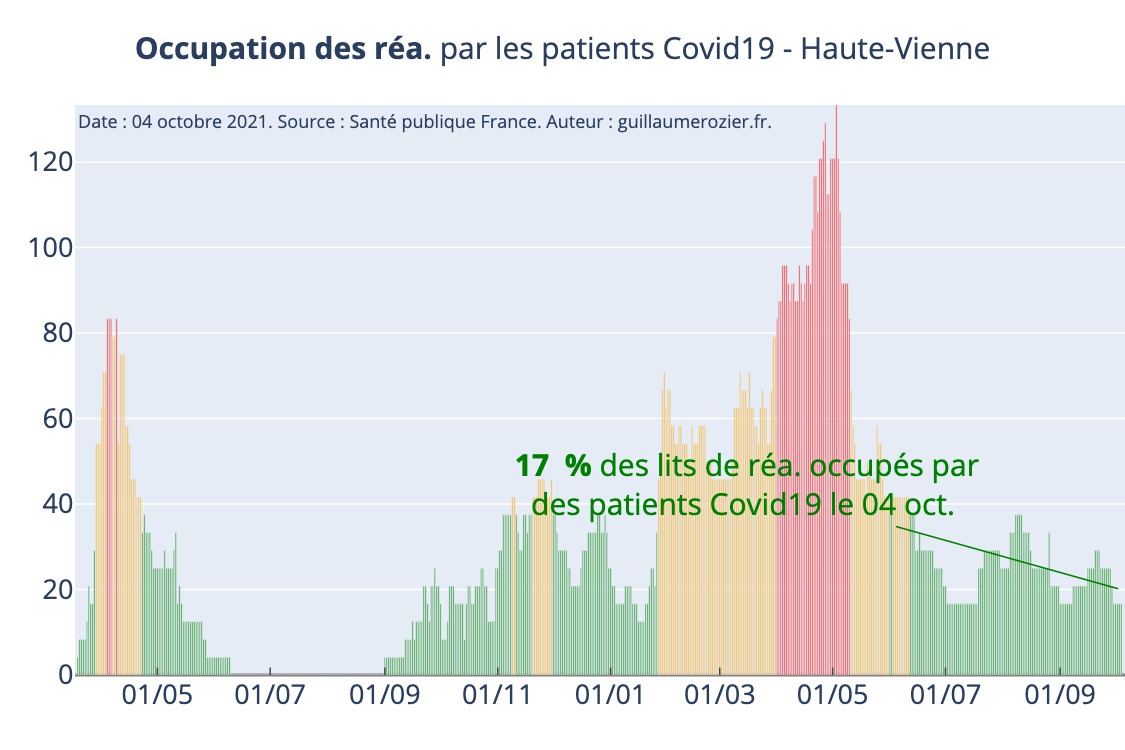 Occupation des réa. par les patients Covid19 - Haute-Vienne
Date : 04 octobre 2021. Source : Santé publique France. Auteur : guillaumerozier.fr.
120
100
80
60
17 % des lits de réa. occupés par
des patients Covid19 le 04 oct.
40
20
0
01/05 01/07 01/09 01/11 01/01 01/03 01/05 01/07 01/09